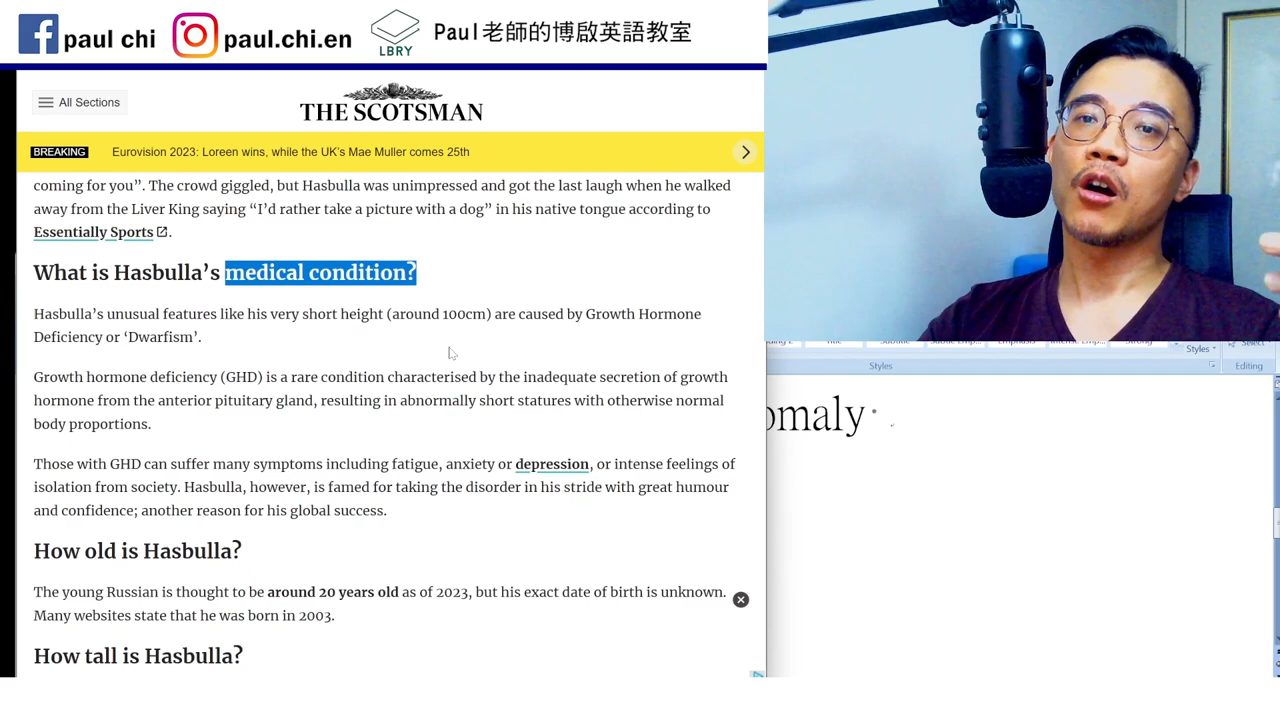 paul chi
paul.chi.en
LBRY
Paul老師的博啟英語教室
All Sections
THE SCOTSMAN
BREAKING
Eurovision 2023: Loreen wins, while the UK's Mae Muller comes 25th
coming for you”. The crowd giggled, but Hasbulla was unimpressed and got the last laugh when he walked
away from the Liver King saying “I’d rather take a picture with a dog” in his native tongue according to
Essentially Sports.
What is Hasbulla’s medical condition?
Hasbulla’s unusual features like his very short height (around 100cm) are caused by Growth Hormone
Deficiency or ‘Dwarfism’.
Growth hormone deficiency (GHD) is a rare condition characterised by the inadequate secretion of growth
hormone from the anterior pituitary gland, resulting in abnormally short statures with otherwise normal
body proportions.
Those with GHD can suffer many symptoms including fatigue, anxiety or depression, or intense feelings of
isolation from society. Hasbulla, however, is famed for taking the disorder in his stride with great humour
and confidence; another reason for his global success.
How old is Hasbulla?
The young Russian is thought to be around 20 years old as of 2023, but his exact date of birth is unknown.
Many websites state that he was born in 2003.
How tall is Hasbulla?
Styles
Select
Styles
Editing
omaly